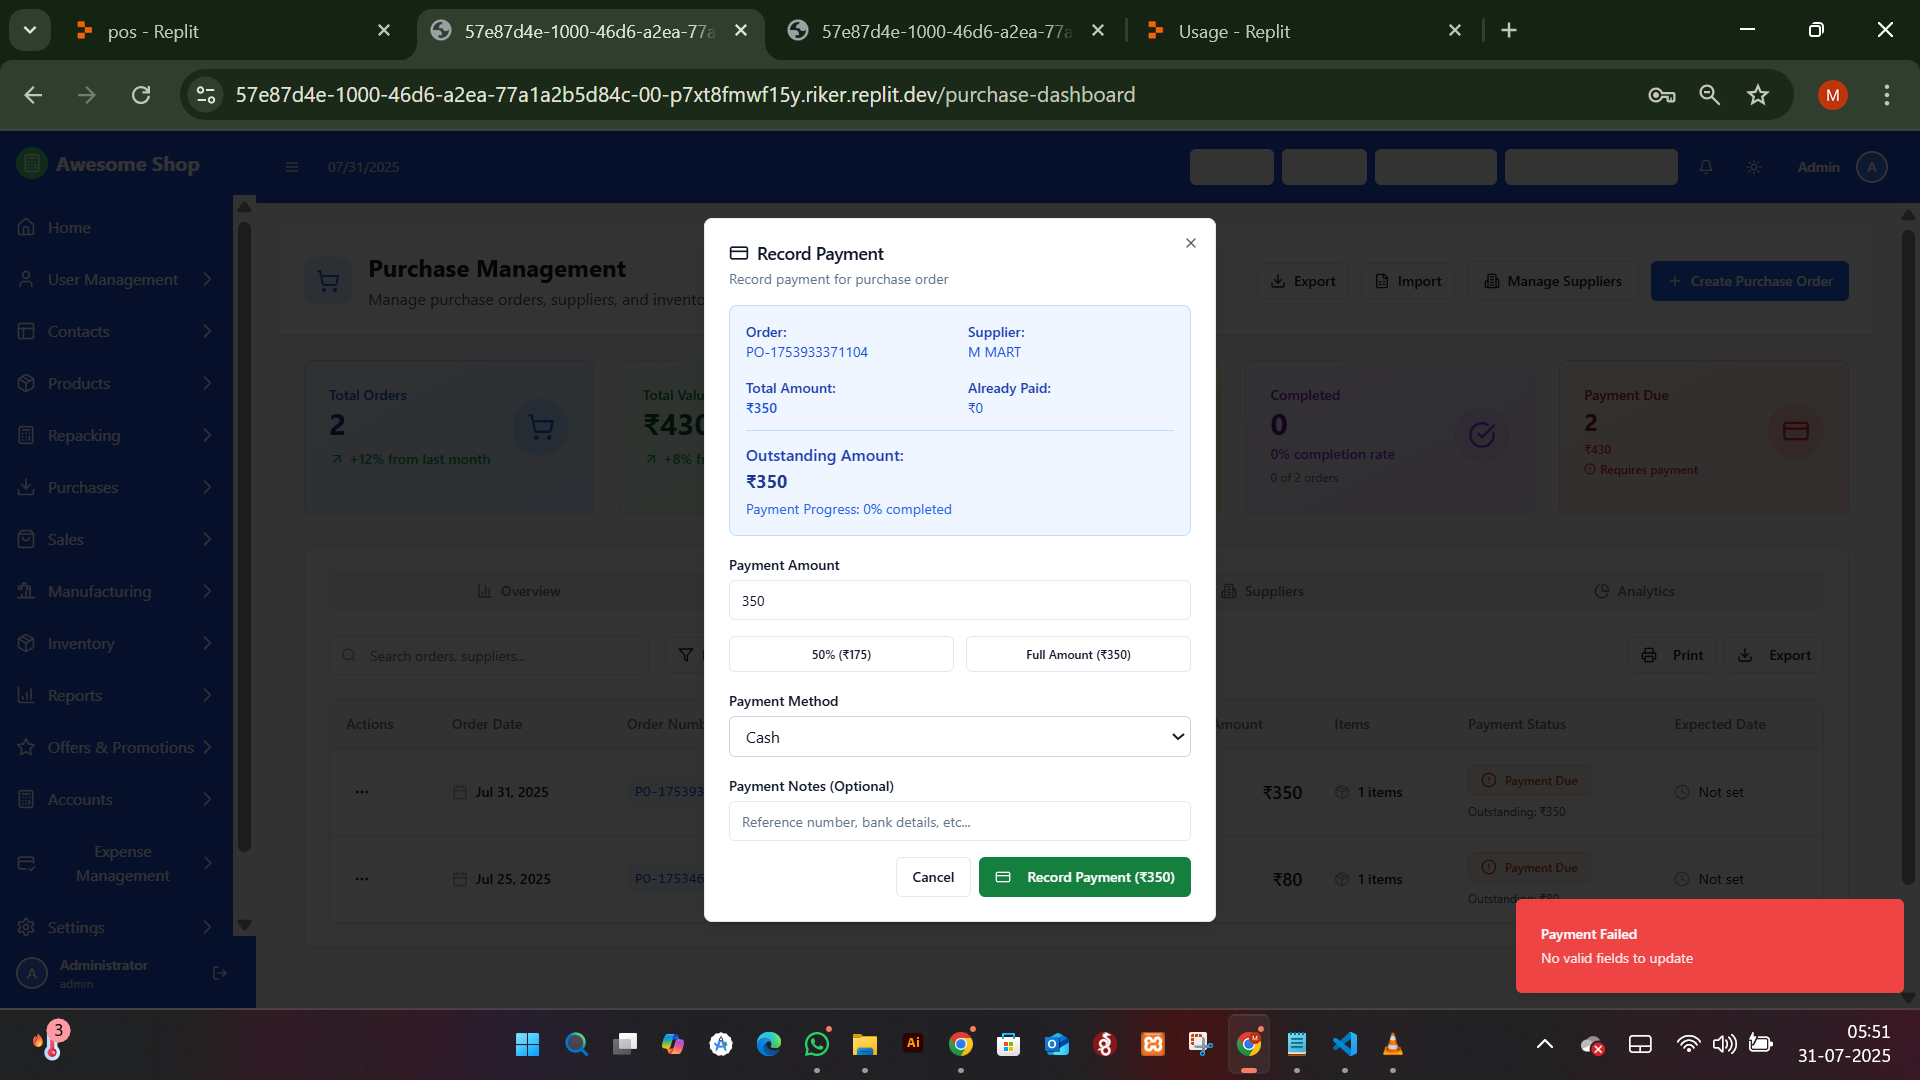 pos - Replit
57e87d4e-1000-46d6-a2ea-77a
57e87d4e-1000-46d6-a2ea-77a
Usage - Replit
57e87d4e-1000-46d6-a2ea-77a1a2b5d84c-00-p7xt8fmwf15y.riker.replit.dev/purchase-dashboard
M
Awesome Shop
07/31/2025
Admin
A
Home
User Management
Contacts
Products
Repacking
Purchases
Sales
Manufacturing
Inventory
Reports
Offers & Promotions
Accounts
Expense
Management
Settings
A
Administrator
admin
Purchase Management
Manage purchase orders, suppliers, and invento
Export
Import
Manage Suppliers
Create Purchase Order
Total Orders
2
+12% from last month
Total Valu
₹430
+8% f
Completed
0
0% completion rate
0 of 2 orders
Payment Due
2
₹430
Requires payment
Overview
Suppliers
Analytics
Search orders, suppliers...
Print
Export
Actions
Order Date
Order Numb
Amount
Items
Payment Status
Expected Date
Jul 31, 2025
PO-175393
₹350
1 items
Payment Due
Outstanding: ₹350
Not set
Jul 25, 2025
PO-175346
₹80
1 items
Payment Due
Outstanding: ₹80
Not set
Record Payment
Record payment for purchase order
Order:
PO-1753933371104
Supplier:
M MART
Total Amount:
₹350
Already Paid:
₹0
Outstanding Amount:
₹350
Payment Progress: 0% completed
Payment Amount
350
50% (₹175)
Full Amount (₹350)
Payment Method
Cash
Payment Notes (Optional)
Reference number, bank details, etc...
Cancel
Record Payment (₹350)
Payment Failed
No valid fields to update
3
Ai
05:51
31-07-2025